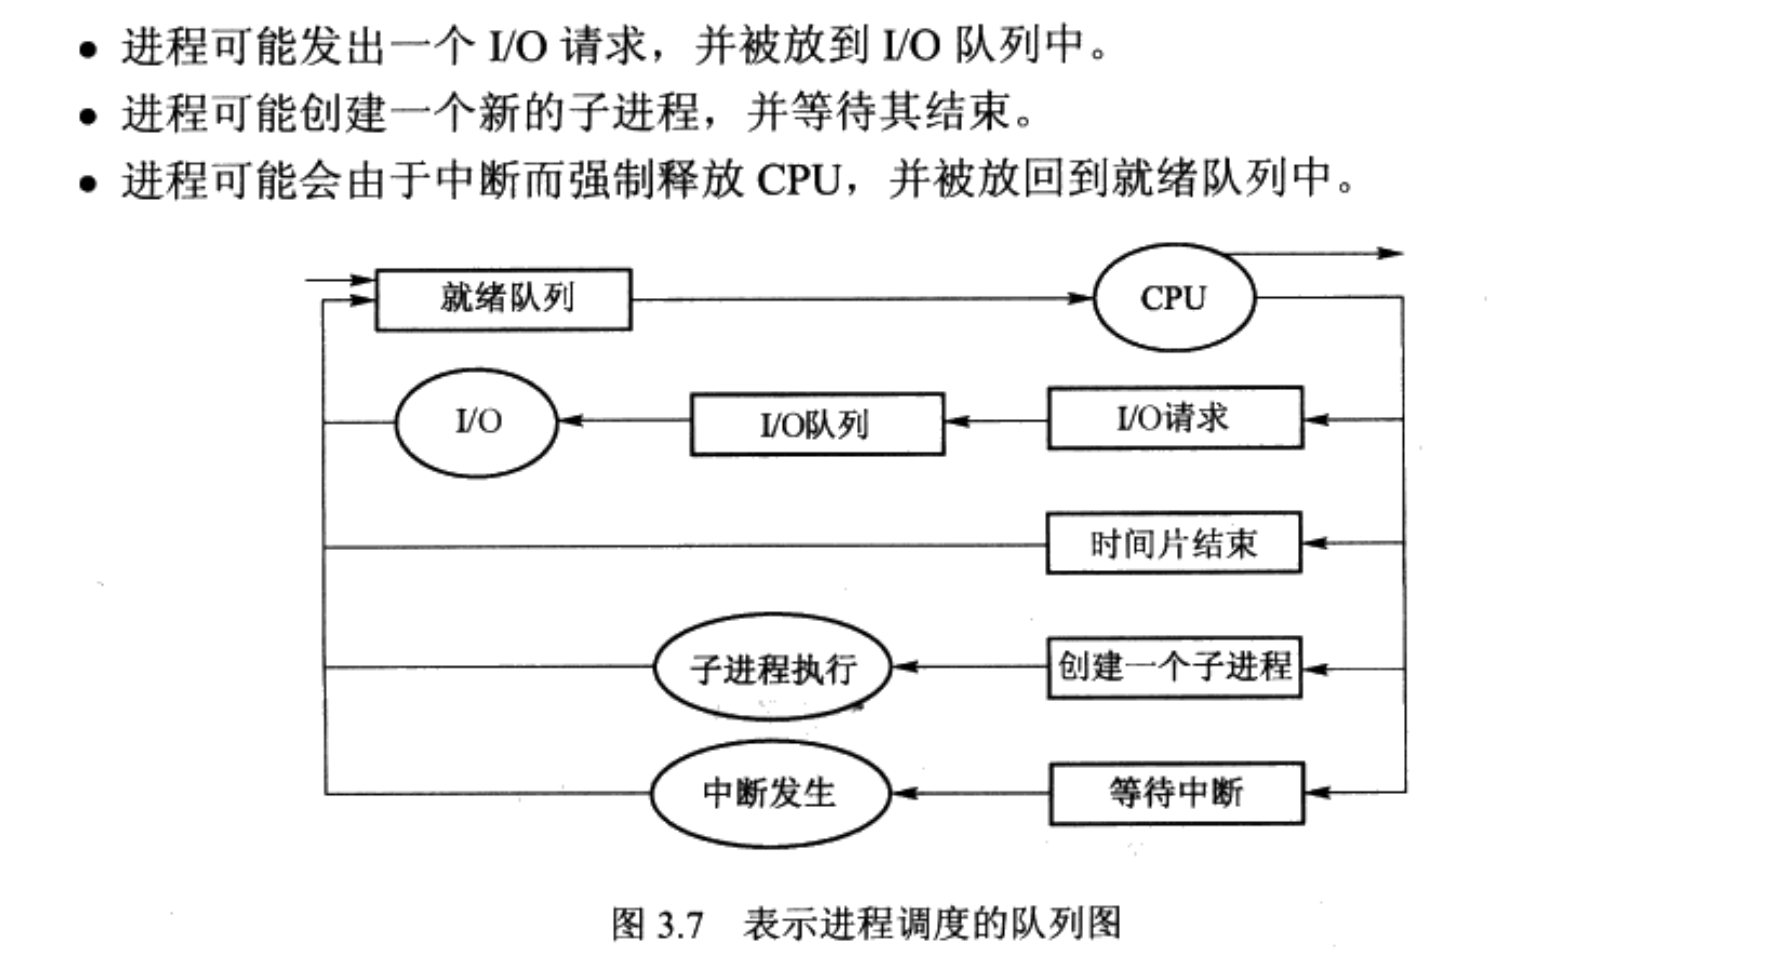 ● 进程可能发出一个 I/O 请求，并被放到 I/O 队列中。
● 进程可能创建一个新的子进程，并等待其结束。
● 进程可能会由于中断而强制释放 CPU，并被放回到就绪队列中。
就绪队列
CPU
I/O
I/O队列
I/O请求
时间片结束
子进程执行
创建一个子进程
中断发生
等待中断
图 3.7 表示进程调度的队列图